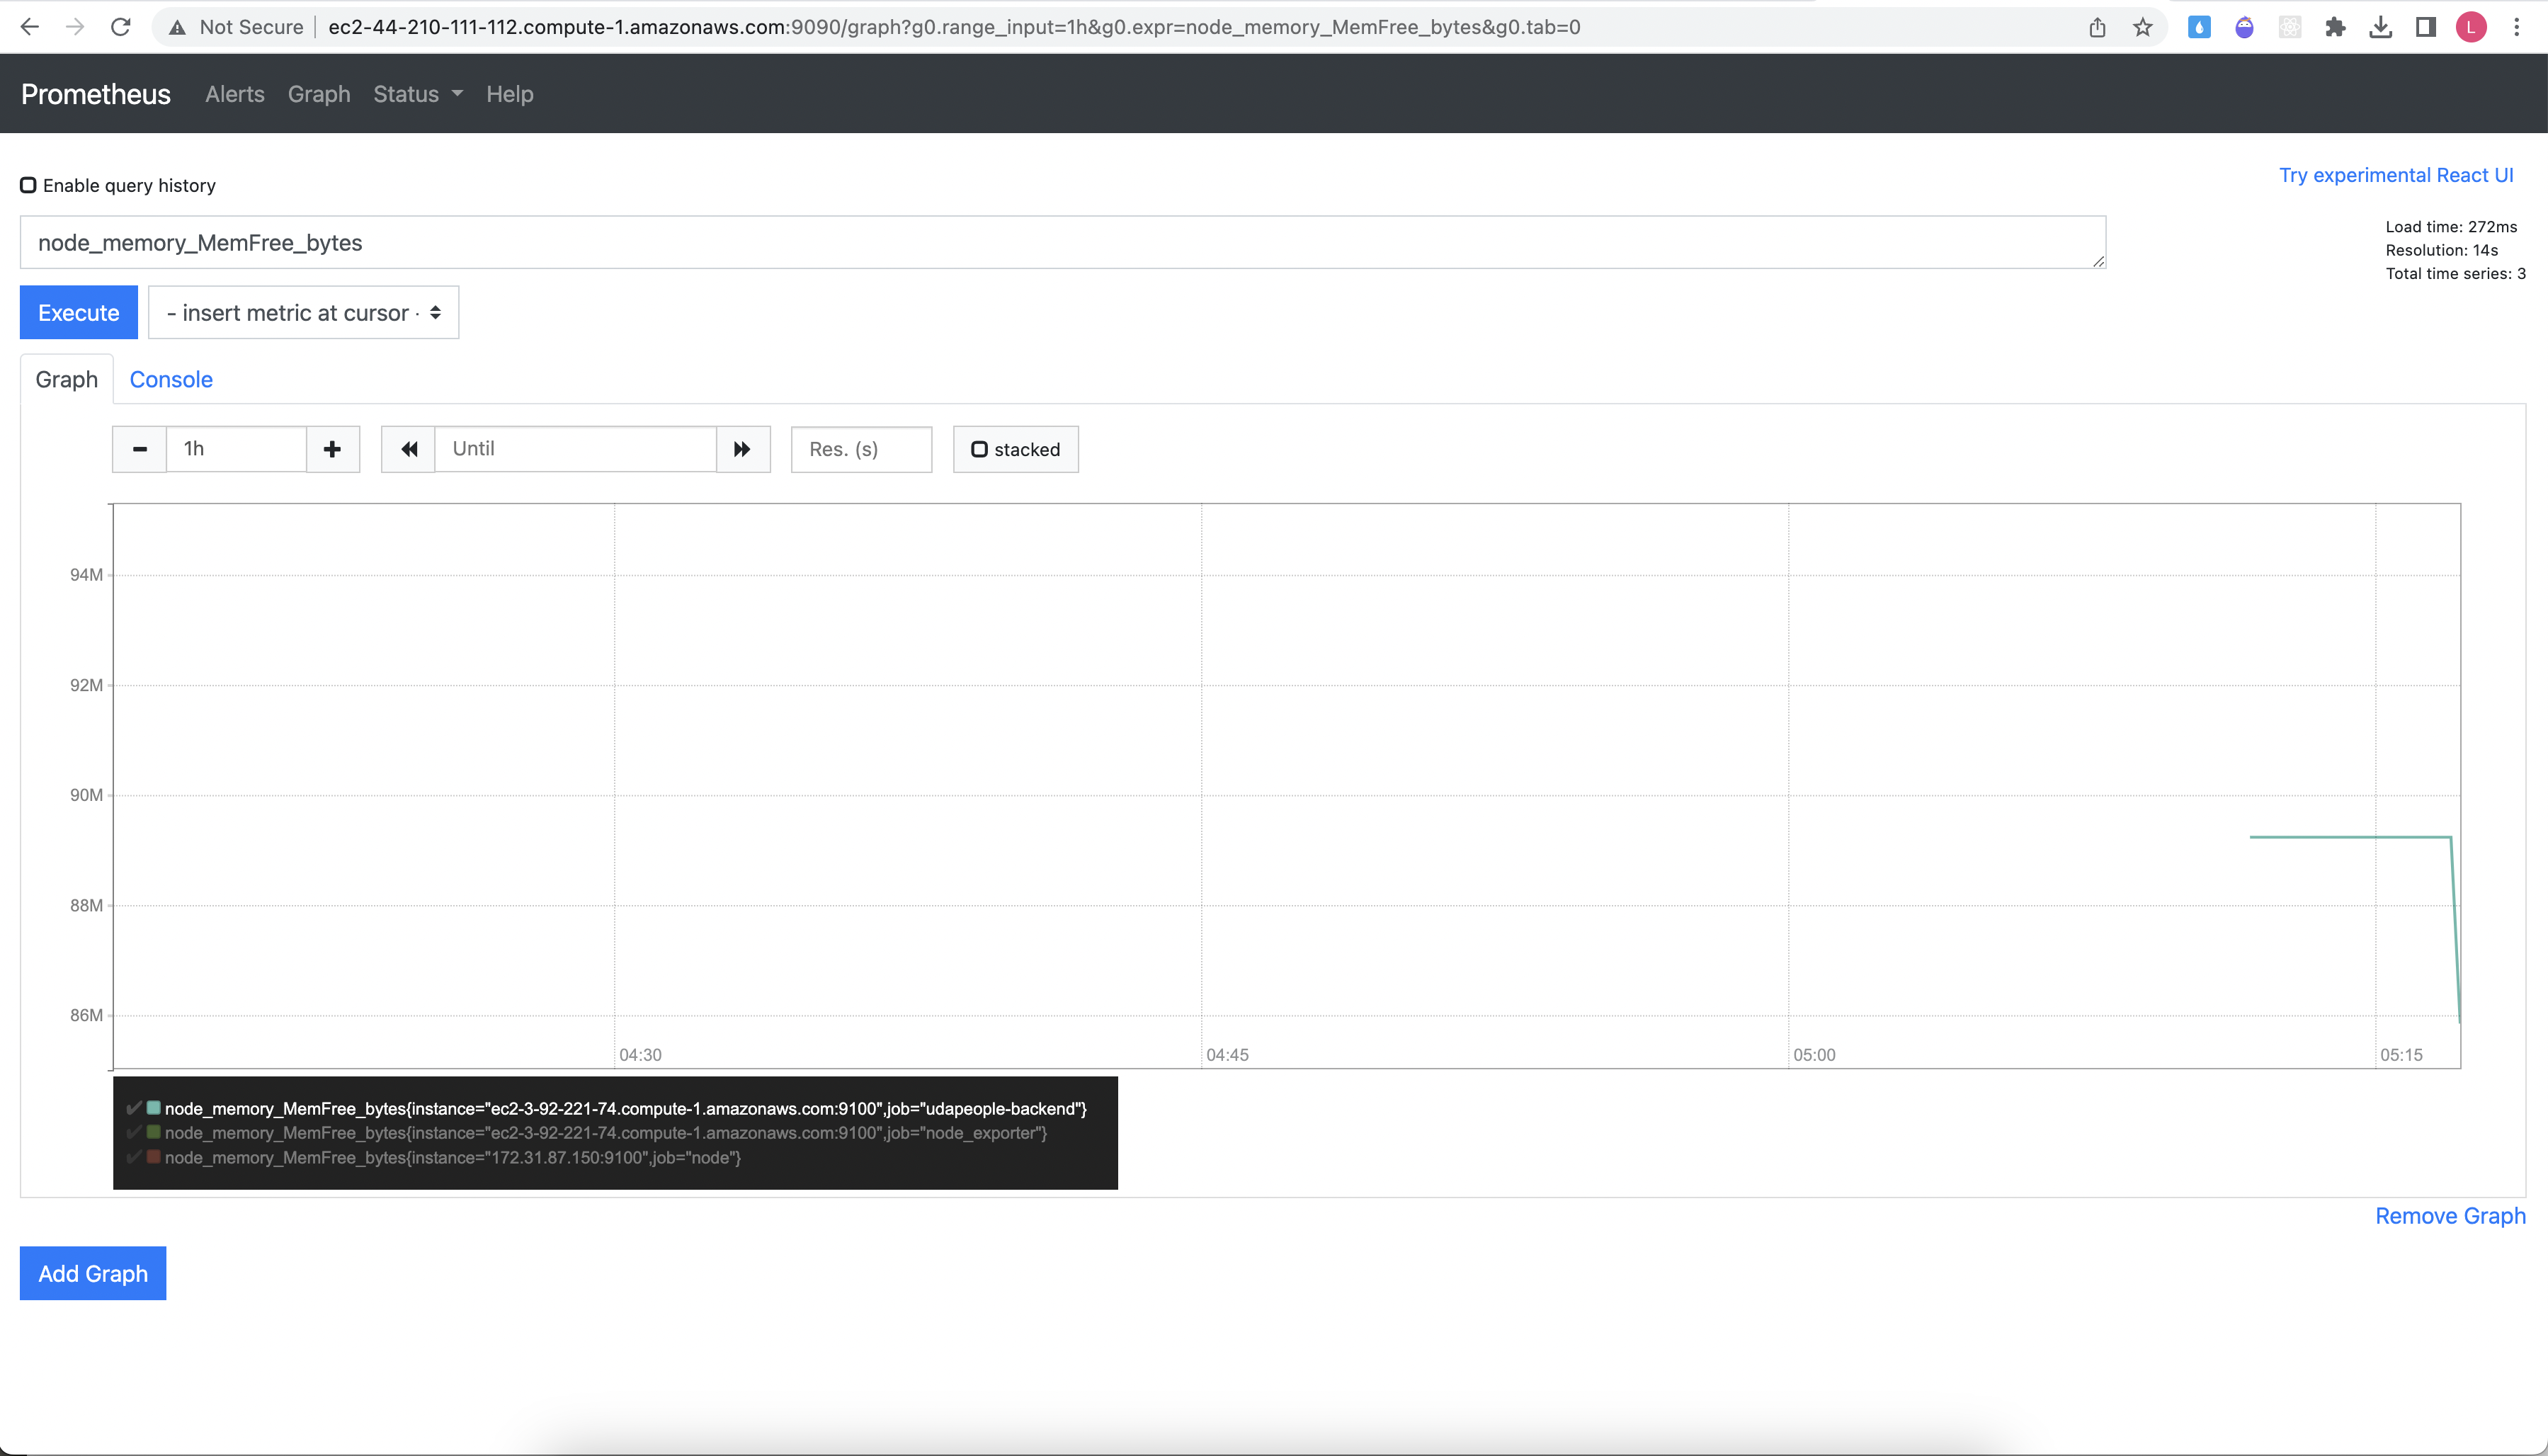 Not Secure ec2-44-210-111-112.compute-1.amazonaws.com:9090/graph?g0.range_input=1h&g0.expr=node_memory_MemFree_bytes&g0.tab=0
L
Prometheus Alerts Graph Status Help
Try experimental React UI
Enable query history
node_memory_MemFree_bytes
Load time: 272ms
Resolution: 14s
Total time series: 3
Execute - insert metric at cursor -
Graph Console
1h Until Res. (s) stacked
94M
92M
90M
88M
86M
04:30 04:45 05:00 05:15
node_memory_MemFree_bytes{instance="ec2-3-92-221-74.compute-1.amazonaws.com:9100",job="udapeople-backend"}
node_memory_MemFree_bytes{instance="ec2-3-92-221-74.compute-1.amazonaws.com:9100",job="node_exporter"}
node_memory_MemFree_bytes{instance="172.31.87.150:9100",job="node"}
Remove Graph
Add Graph